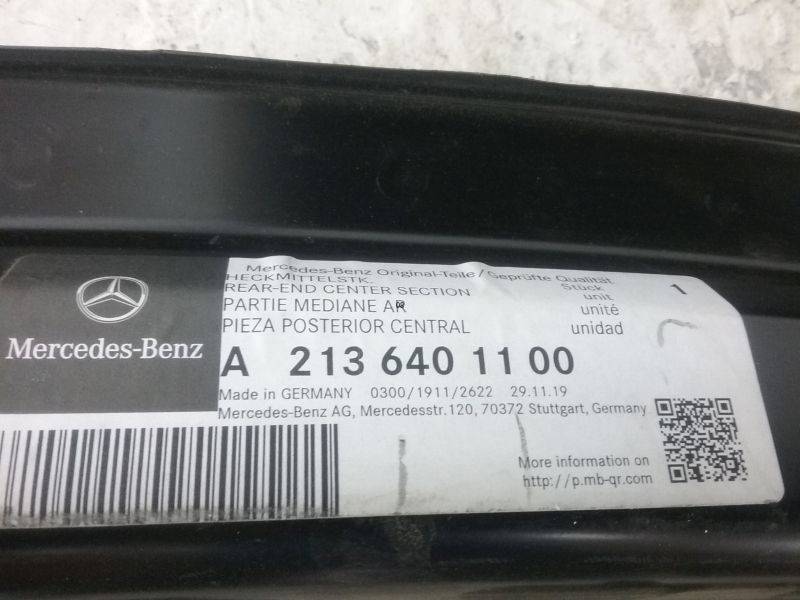 Mercedes-Benz
Mercedes-Benz Original-Teile/Geprüfte Qualität
HECKMITTELSTK. Stück 1
REAR-END CENTER SECTION unit
PARTIE MEDIANE AR unité
PIEZA POSTERIOR CENTRAL unidad
A 213 640 11 00
Made in GERMANY 0300/1911/2622 29.11.19
Mercedes-Benz AG, Mercedesstr.120, 70372 Stuttgart, Germany
More information on
http://p.mb-qr.com